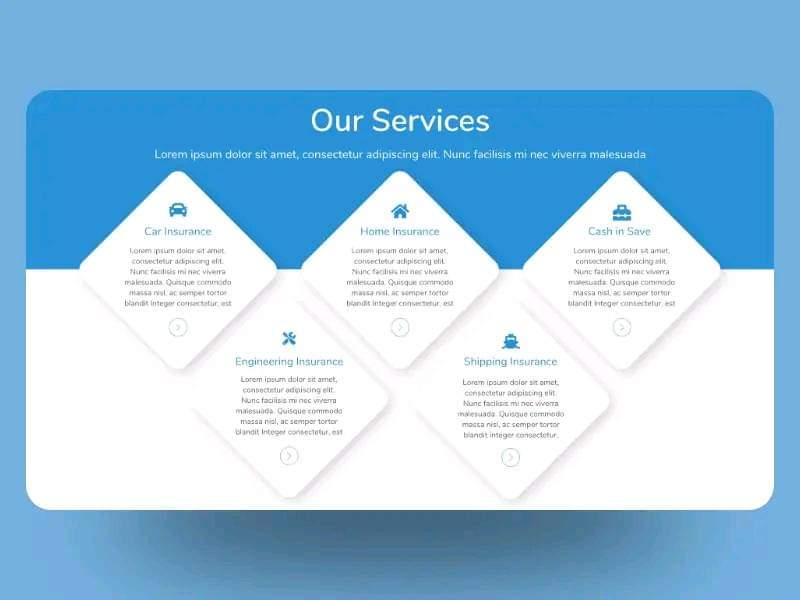 Our Services
Lorem ipsum dolor sit amet, consectetur adipiscing elit. Nunc facilisis mi nec viverra malesuada
Car Insurance
Lorem ipsum dolor sit amet,
consectetur adipiscing elit.
Nunc facilisis mi nec viverra
malesuada. Quisque commodo
massa nisl, ac semper tortor
blandit Integer consectetur, est
Home Insurance
Lorem ipsum dolor sit amet,
consectetur adipiscing elit.
Nunc facilisis mi nec viverra
malesuada. Quisque commodo
massa nisl, ac semper tortor
blandit Integer consectetur, est
Cash in Save
Lorem ipsum dolor sit amet,
consectetur adipiscing elit.
Nunc facilisis mi nec viverra
malesuada. Quisque commodo
massa nisl, ac semper tortor
blandit Integer consectetur, est
Engineering Insurance
Lorem ipsum dolor sit amet,
consectetur adipiscing elit.
Nunc facilisis mi nec viverra
malesuada. Quisque commodo
massa nisl, ac semper tortor
blandit Integer consectetur, est
Shipping Insurance
Lorem ipsum dolor sit amet,
consectetur adipiscing elit.
Nunc facilisis mi nec viverra
malesuada. Quisque commodo
massa nisl, ac semper tortor
blandit Integer consectetur,